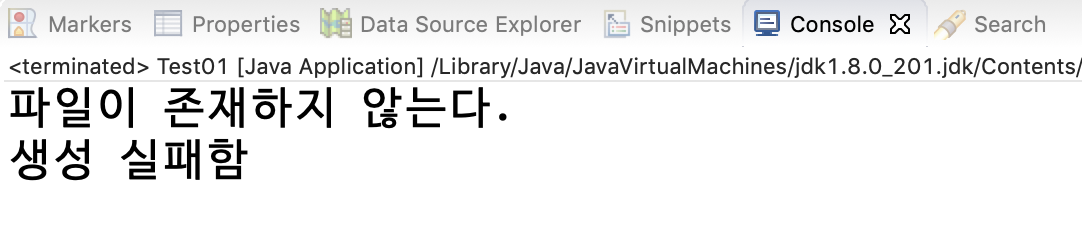 Markers Properties Data Source Explorer Snippets Console Search
<terminated> Test01 [Java Application] /Library/Java/JavaVirtualMachines/jdk1.8.0_201.jdk/Contents/
파일이 존재하지 않는다.
생성 실패함